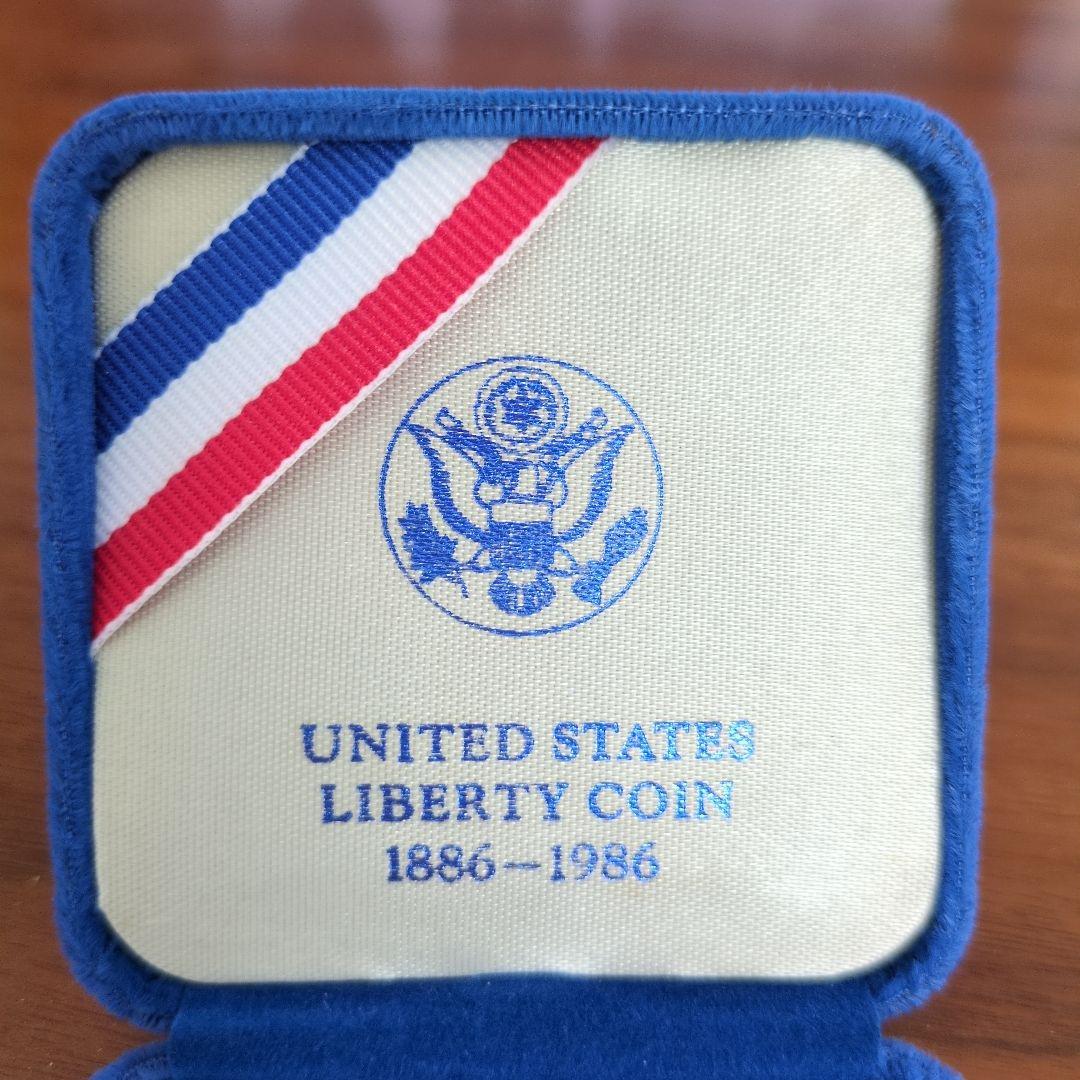 UNITED STATES
LIBERTY COIN
1886–1986